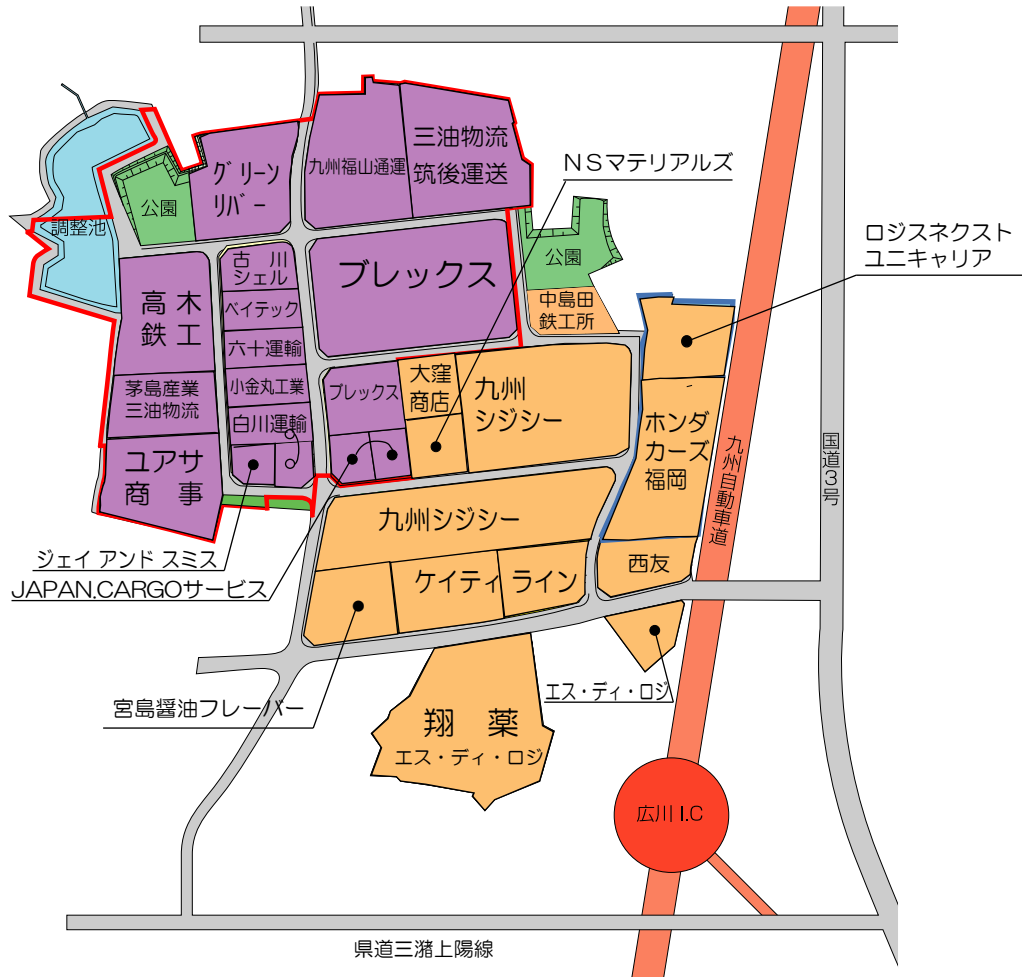 三油物流
筑後運送
九州福山通運
グリーン
リバー
公園
調整池
NSマテリアルズ
ロジスネクスト
ユニキャリア
公園
中島田
鉄工所
古川
シェル
ベイテック
六十運輸
小金丸工業
白川運輸
ブレックス
高木
鉄工
茅島産業
三油物流
ユアサ
商事
ブレックス
大窪
商店
九州
シジシー
ホンダ
カーズ
福岡
九州自動車道
国道3号
九州シジシー
ケイティ ライン
西友
ジェイ アンド スミス
JAPAN.CARGOサービス
宮島醤油フレーバー
エス・ディ・ロジ
翔薬
エス・ディ・ロジ
広川 I.C
県道三潴上陽線